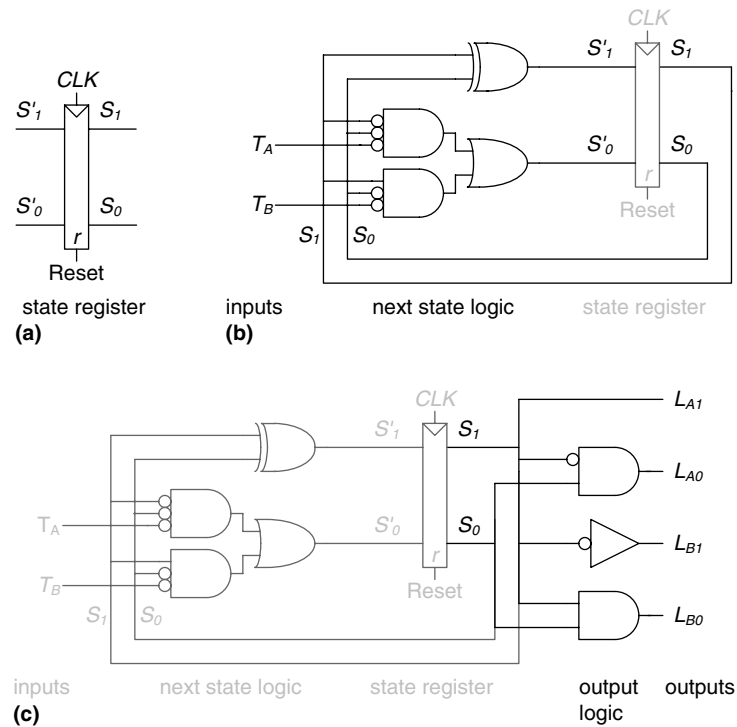 CLK
S'1 S1
S'0 S0
r
Reset
state register
(a)
CLK
S'1 S1
TA
S'0 S0
r
TB
Reset
S1 S0
inputs next state logic state register
(b)
CLK
LA1
S'1 S1
LA0
TA
S'0 S0
LB1
r
TB
Reset
S1 S0
LB0
inputs next state logic state register output logic outputs
(c)